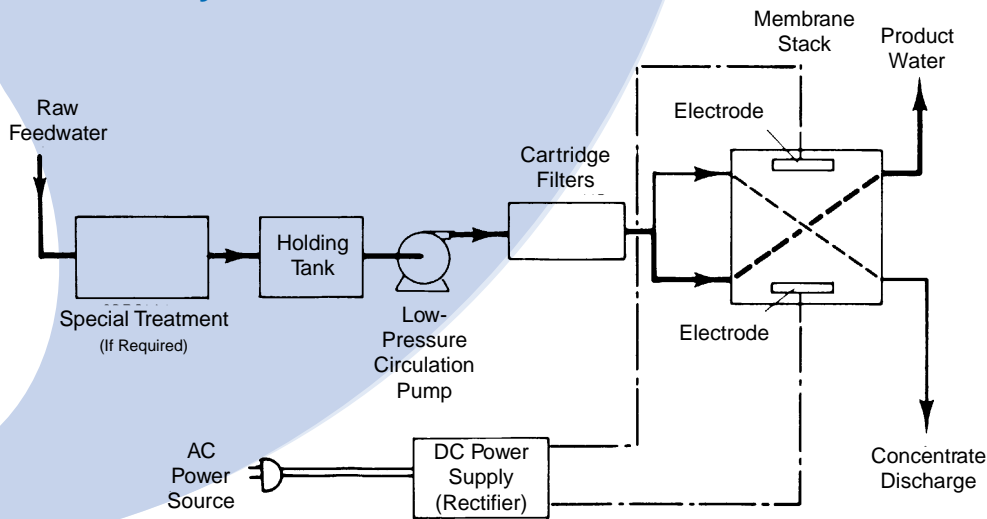 Raw
Feedwater
Special Treatment
(If Required)
Holding
Tank
Low-
Pressure
Circulation
Pump
Cartridge
Filters
Membrane
Stack
Electrode
Electrode
Product
Water
Concentrate
Discharge
AC
Power
Source
DC Power
Supply
(Rectifier)